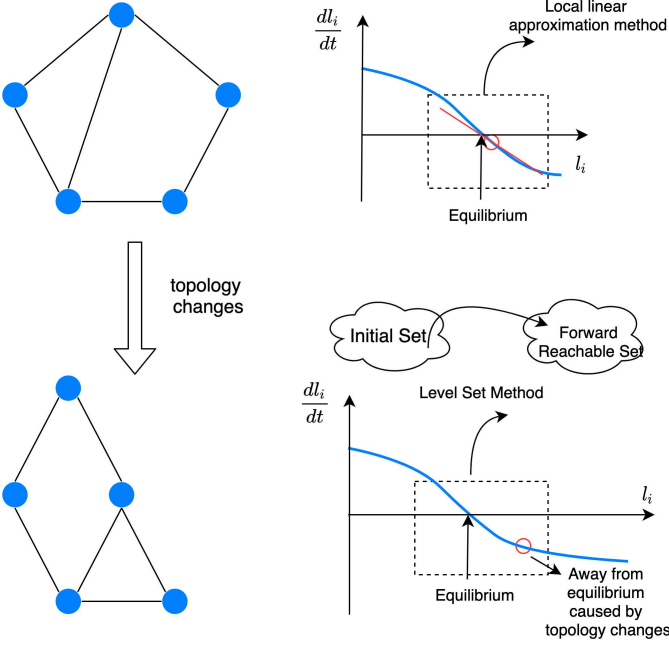 dl_i
dt
Local linear
approximation method
l_i
Equilibrium
topology
changes
Initial Set
Forward
Reachable Set
dl_i
dt
Level Set Method
l_i
Equilibrium
Away from
equilibrium
caused by
topology changes